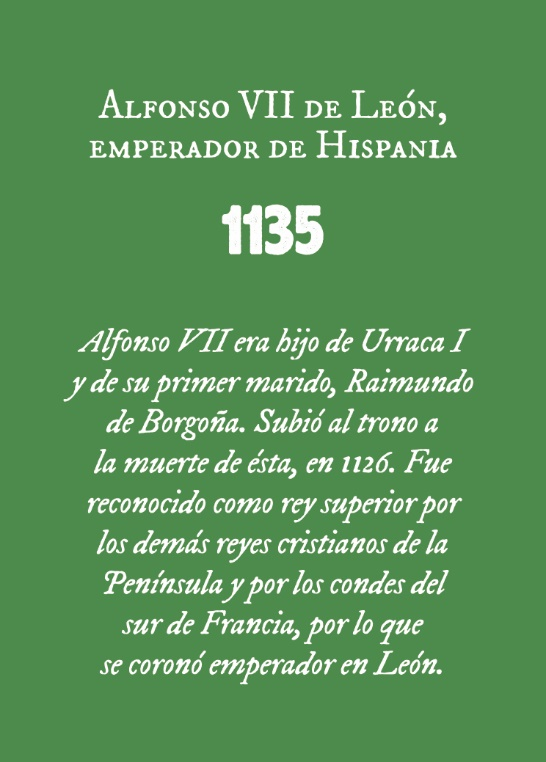 Alfonso VII de León,
emperador de Hispania
1135
Alfonso VII era hijo de Urraca I
y de su primer marido, Raimundo
de Borgoña. Subió al trono a
la muerte de ésta, en 1126. Fue
reconocido como rey superior por
los demás reyes cristianos de la
Península y por los condes del
sur de Francia, por lo que
se coronó emperador en León.